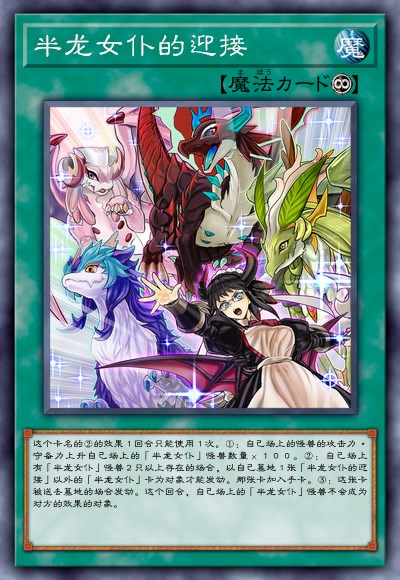 半龙女仆的迎接
魔
【魔法カード】
まほう
这个卡名的②的效果1回合只能使用1次。①：自己场上的怪兽的攻击力·
守备力上升自己场上的「半龙女仆」怪兽数量×100。②：自己场上
有「半龙女仆」怪兽2只以上存在的场合，以自己墓地1张「半龙女仆的迎
接」以外的「半龙女仆」卡为对象才能发动。那张卡加入手卡。③：这张卡
被送去墓地的场合发动。这个回合，自己场上的「半龙女仆」怪兽不会成为
对方的效果的对象。